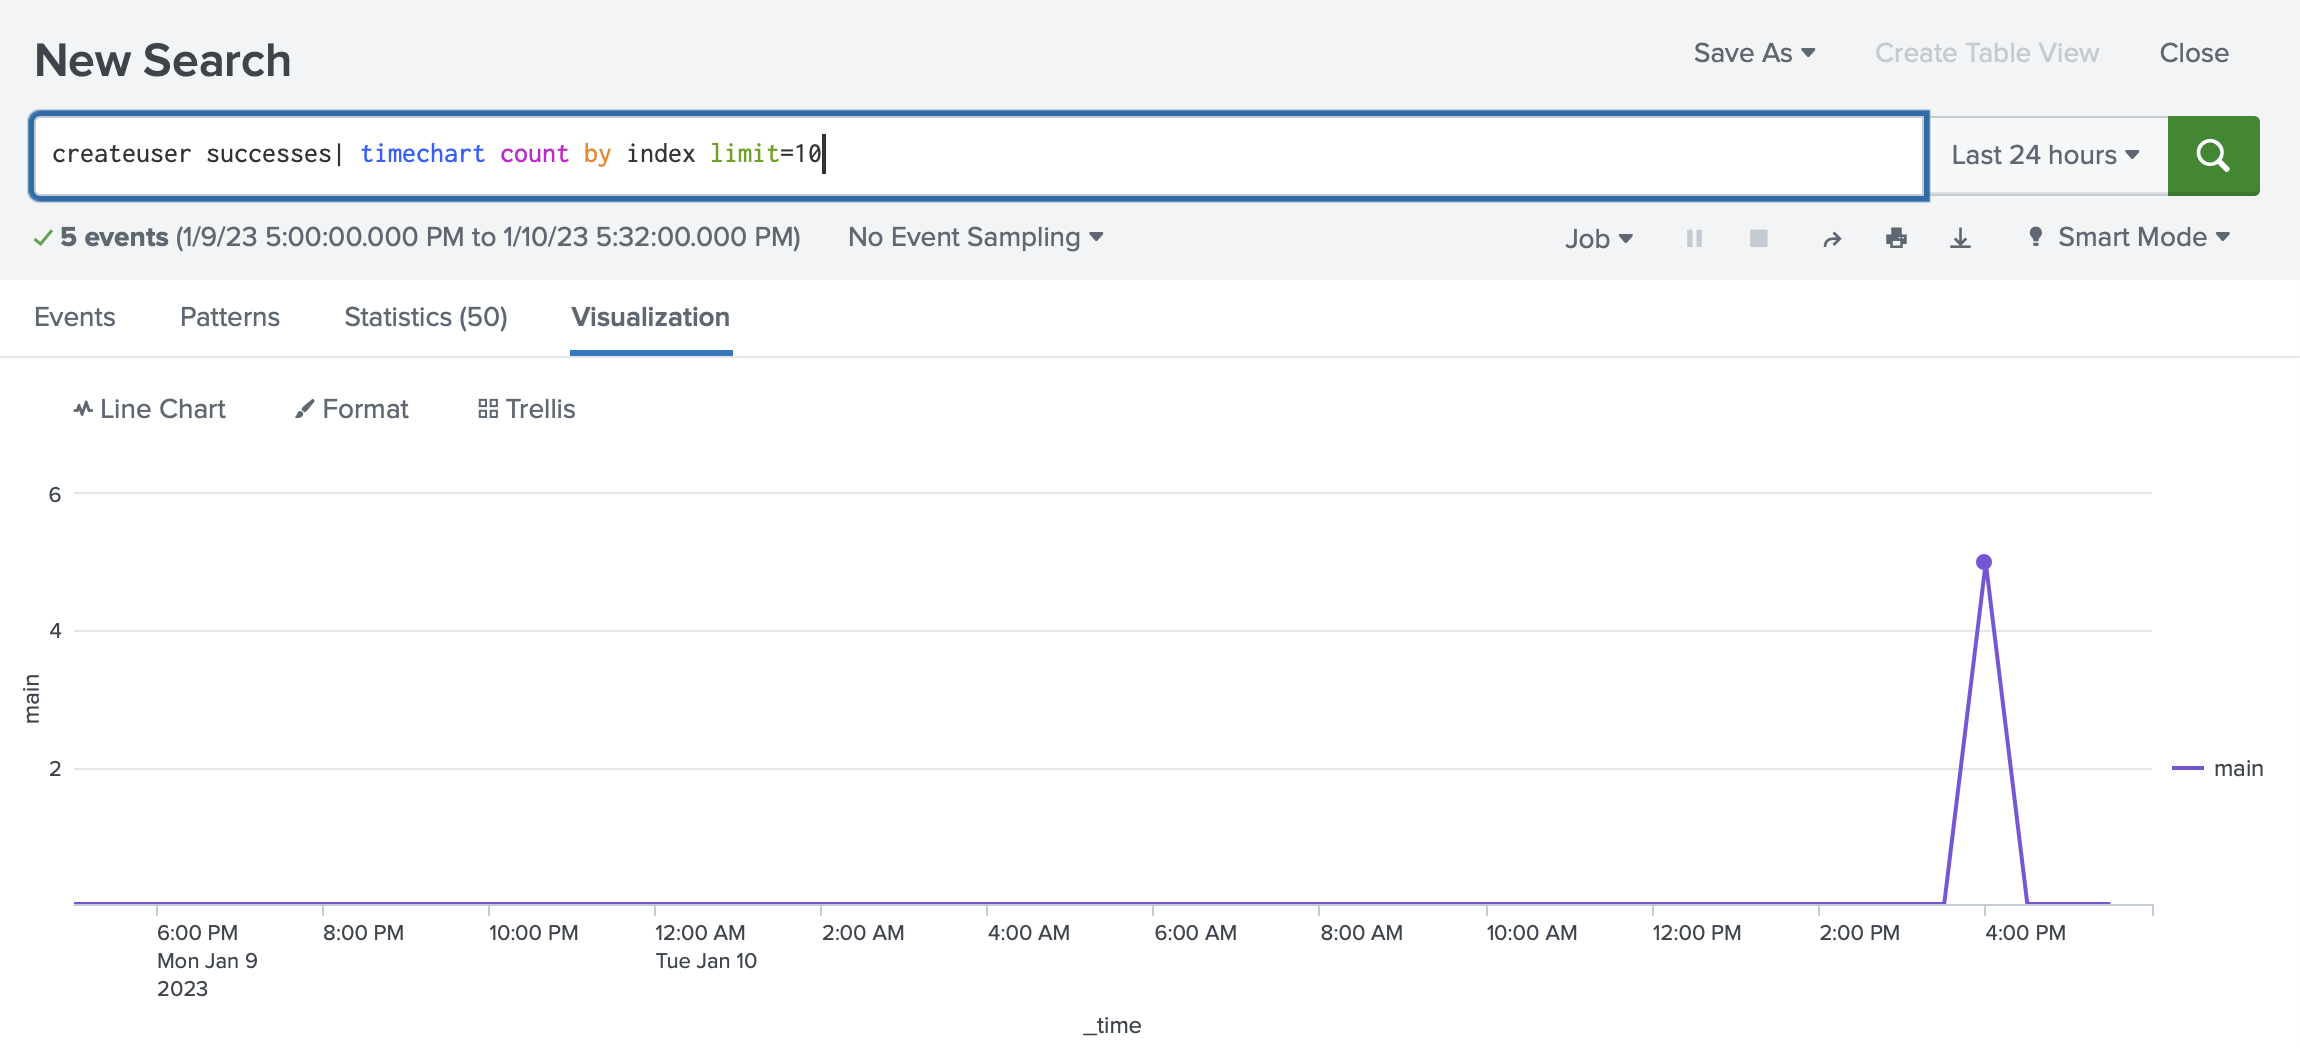 New Search
Save As
Create Table View
Close
createuser successes| timechart count by index limit=10
Last 24 hours
5 events (1/9/23 5:00:00.000 PM to 1/10/23 5:32:00.000 PM)
No Event Sampling
Job
Smart Mode
Events
Patterns
Statistics (50)
Visualization
Line Chart
Format
Trellis
6
4
2
main
main
6:00 PM
Mon Jan 9
2023
8:00 PM
10:00 PM
12:00 AM
Tue Jan 10
2:00 AM
4:00 AM
6:00 AM
8:00 AM
10:00 AM
12:00 PM
2:00 PM
4:00 PM
_time